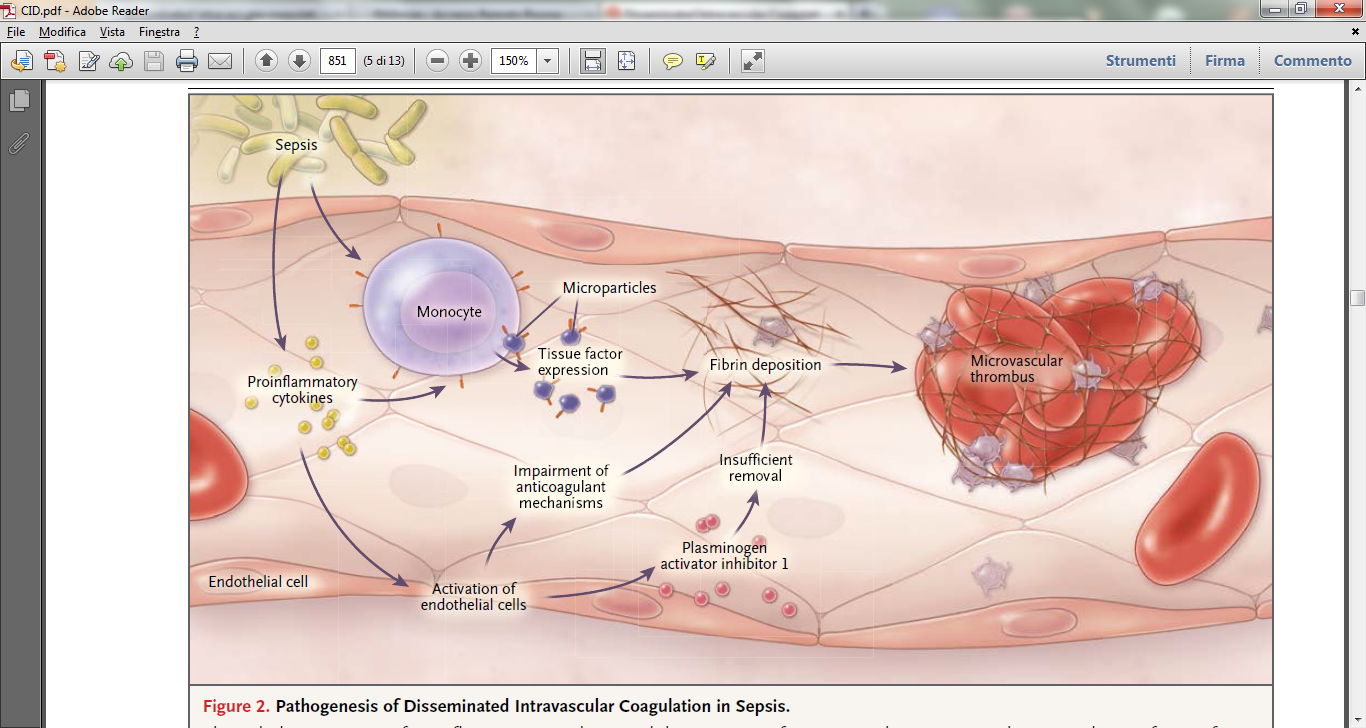 CID.pdf - Adobe Reader
File Modifica Vista Finestra ?
851 (5 di 13) 150% Strumenti Firma Commento
Sepsis
Monocyte
Microparticles
Tissue factor
expression
Fibrin deposition
Microvascular
thrombus
Proinflammatory
cytokines
Impairment of
anticoagulant
mechanisms
Insufficient
removal
Plasminogen
activator inhibitor 1
Endothelial cell
Activation of
endothelial cells
Figure 2. Pathogenesis of Disseminated Intravascular Coagulation in Sepsis.